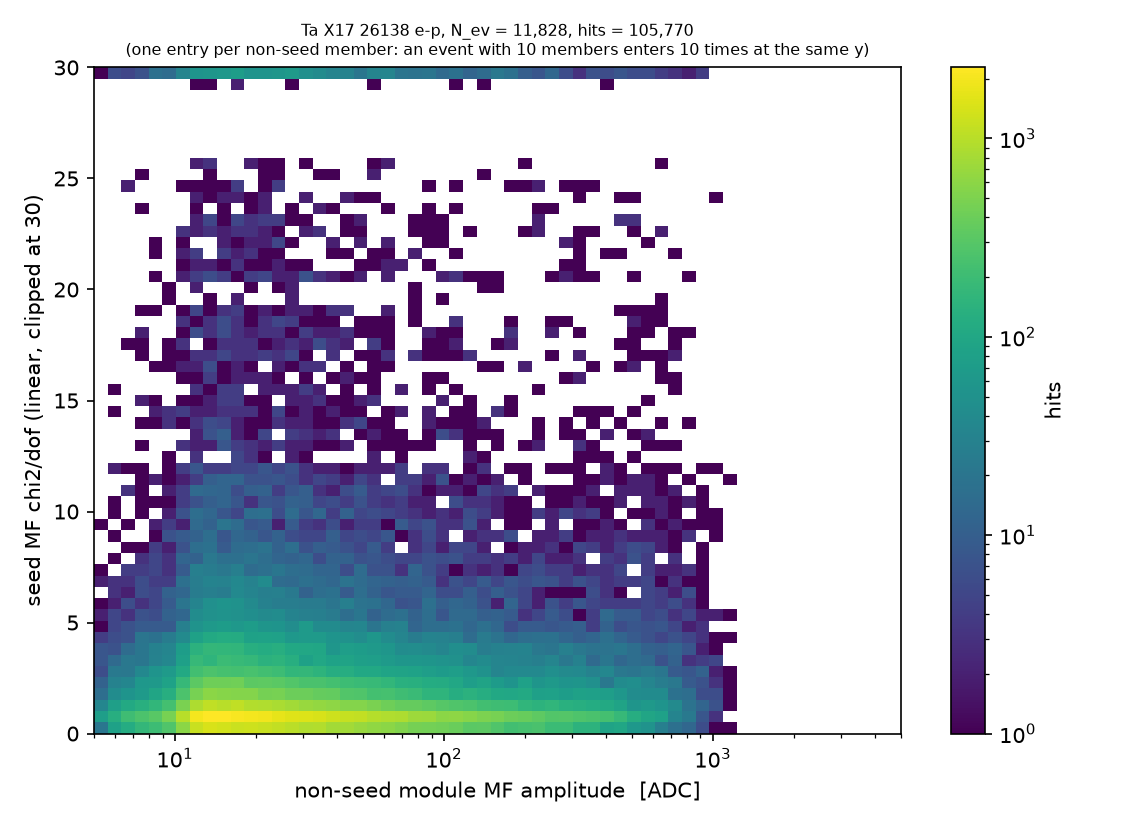 Ta X17 26138 e-p, N_ev = 11,828, hits = 105,770
(one entry per non-seed member: an event with 10 members enters 10 times at the same y)
seed MF chi2/dof (linear, clipped at 30)
30
25
20
15
10
5
0
10¹
10²
10³
non-seed module MF amplitude [ADC]
10³
10²
10¹
10⁰
hits